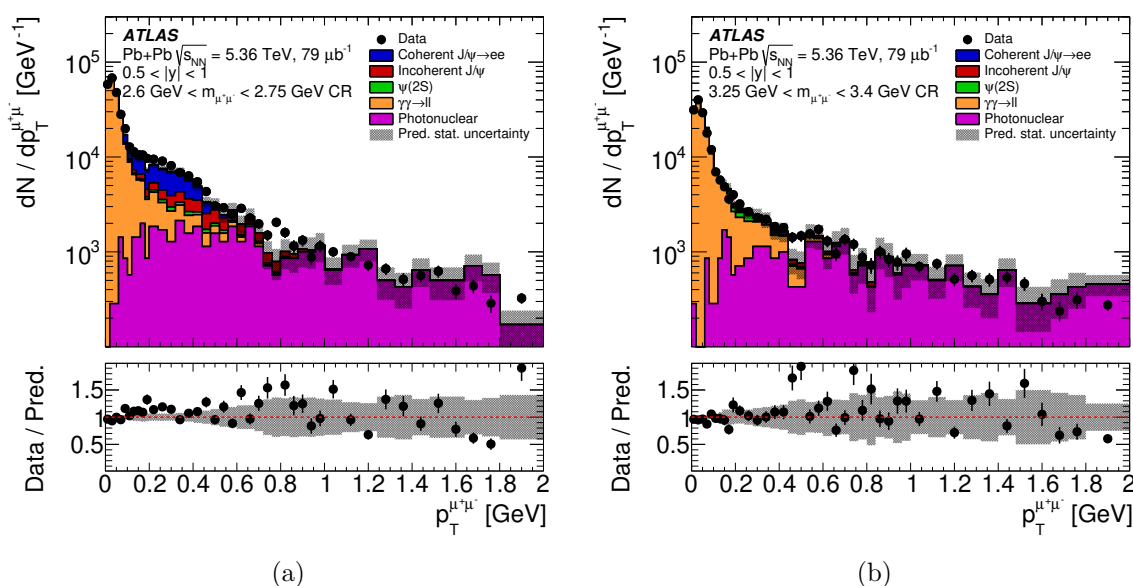 ATLAS
Pb+Pb √sNN = 5.36 TeV, 79 μb⁻¹
0.5 < |y| < 1
2.6 GeV < mμ⁺μ⁻ < 2.75 GeV CR
Data
Coherent J/ψ→ee
Incoherent J/ψ
ψ(2S)
γγ→ll
Photonuclear
Pred. stat. uncertainty
dN / dpTμ⁺μ⁻ [GeV⁻¹]
10⁵
10⁴
10³
Data / Pred.
1.5
1
0.5
0 0.2 0.4 0.6 0.8 1 1.2 1.4 1.6 1.8 2
pTμ⁺μ⁻ [GeV]
(a)
ATLAS
Pb+Pb √sNN = 5.36 TeV, 79 μb⁻¹
0.5 < |y| < 1
3.25 GeV < mμ⁺μ⁻ < 3.4 GeV CR
Data
Coherent J/ψ→ee
Incoherent J/ψ
ψ(2S)
γγ→ll
Photonuclear
Pred. stat. uncertainty
dN / dpTμ⁺μ⁻ [GeV⁻¹]
10⁵
10⁴
10³
Data / Pred.
1.5
1
0.5
0 0.2 0.4 0.6 0.8 1 1.2 1.4 1.6 1.8 2
pTμ⁺μ⁻ [GeV]
(b)